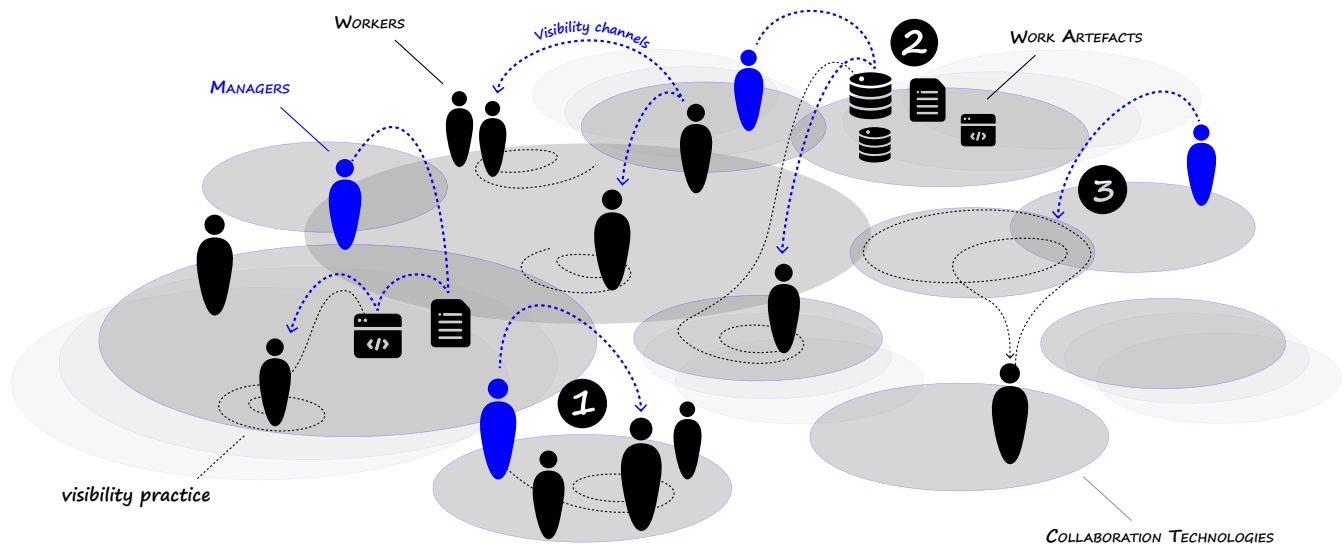 Workers
Visibility channels
2
Work Artefacts
Managers
3
1
visibility practice
Collaboration Technologies